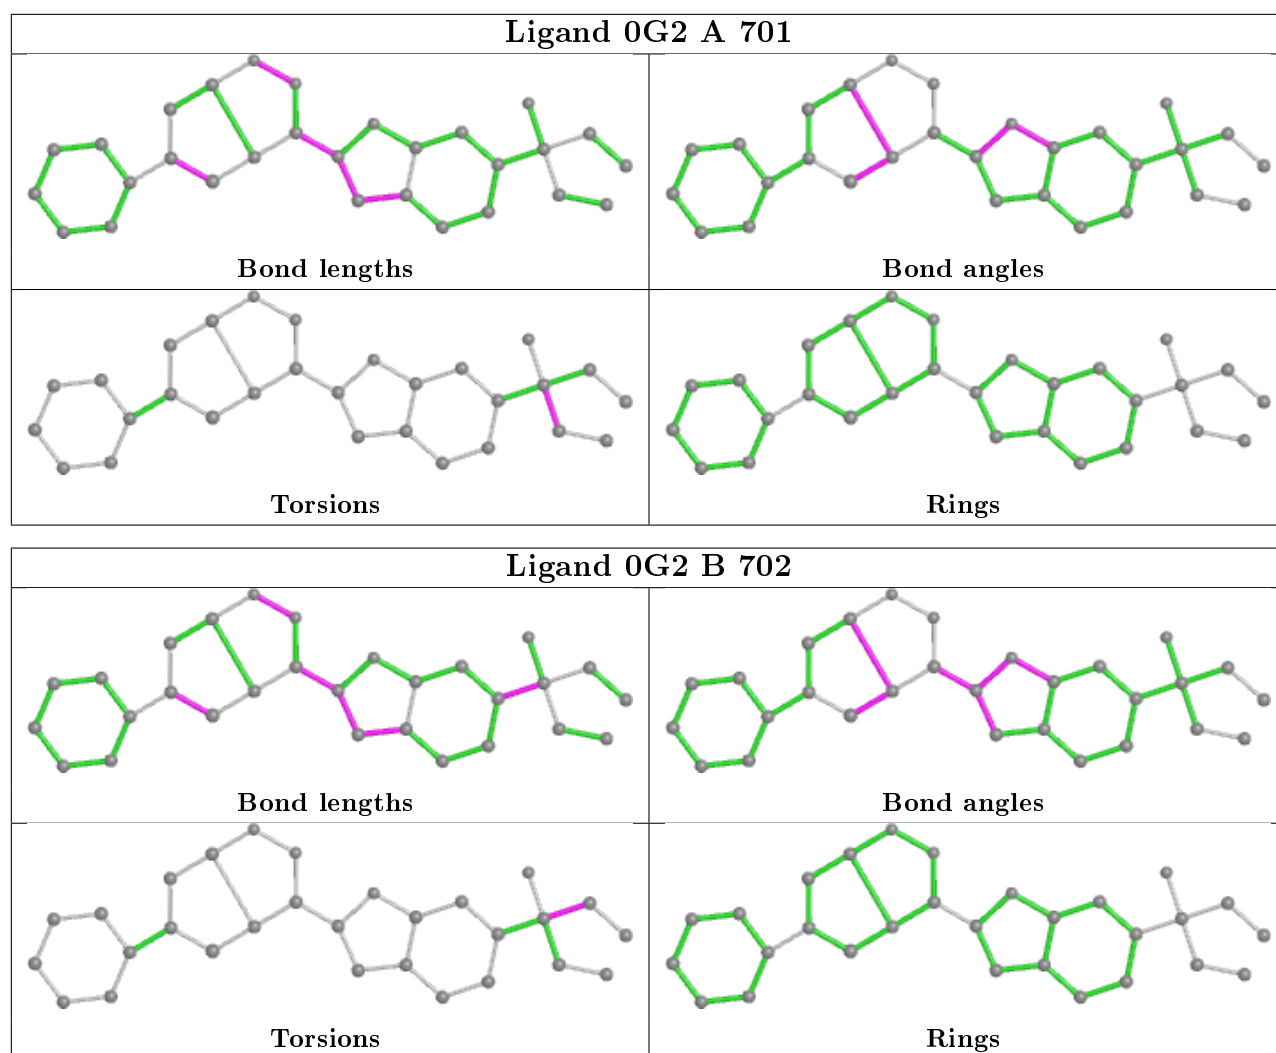 Ligand 0G2 A 701
Bond lengths
Bond angles
Torsions
Rings
Ligand 0G2 B 702
Bond lengths
Bond angles
Torsions
Rings